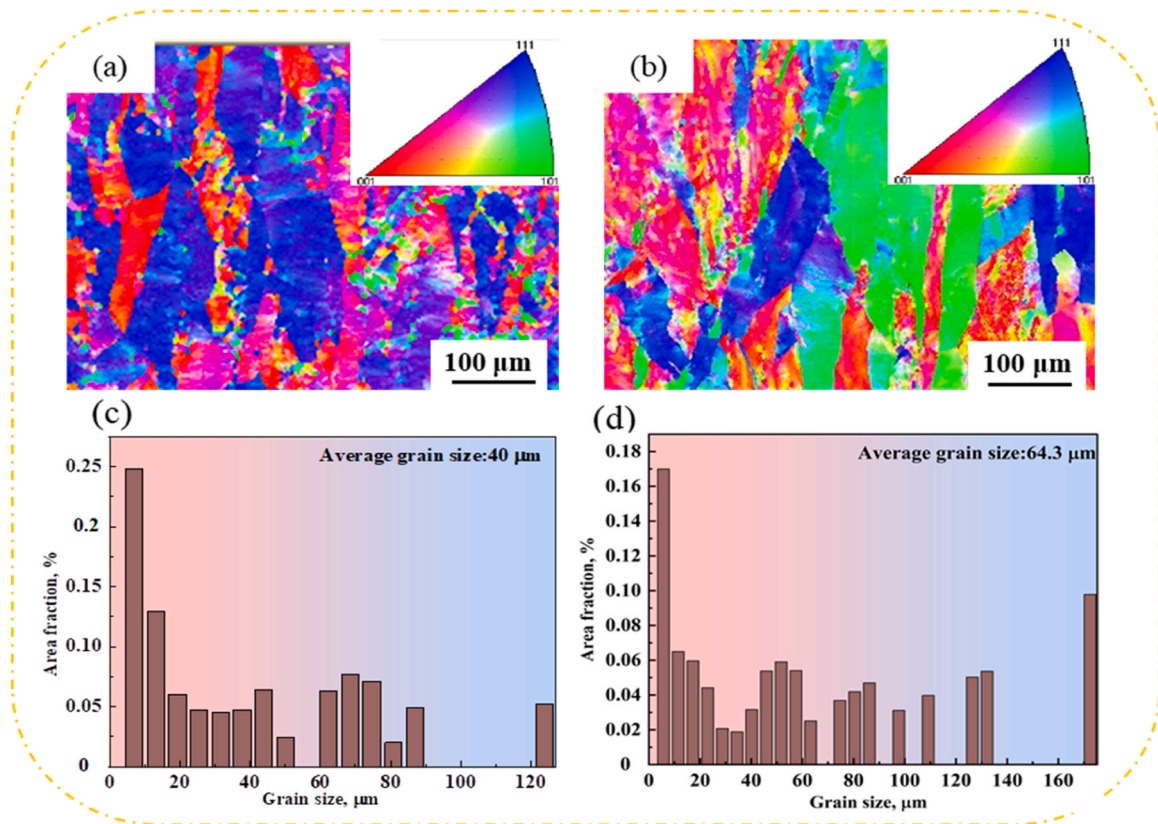 (a)
111
001
101
100 μm
(b)
111
001
101
100 μm
(c)
Average grain size:40 μm
Area fraction, %
0.25
0.2
0.15
0.10
0.05
0
0 20 40 60 80 100 120
Grain size, μm
(d)
Average grain size:64.3 μm
Area fraction, %
0.18
0.16
0.14
0.12
0.10
0.08
0.06
0.04
0.02
0
0 20 40 60 80 100 120 140 160
Grain size, μm